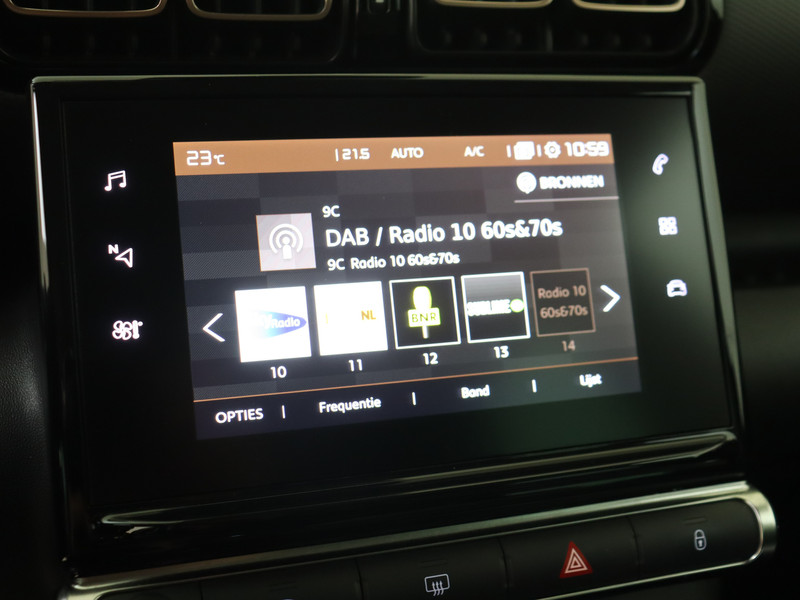 23°C | 21.5 AUTO A/C 10:59
BRONNEN
9C
DAB / Radio 10 60s&70s
9C Radio 10 60s&70s
N
Radio
NL
BNR
SUBLIME
Radio 10
60s&70s
10 11 12 13 14
OPTIES | Frequentie | Band | Lijst